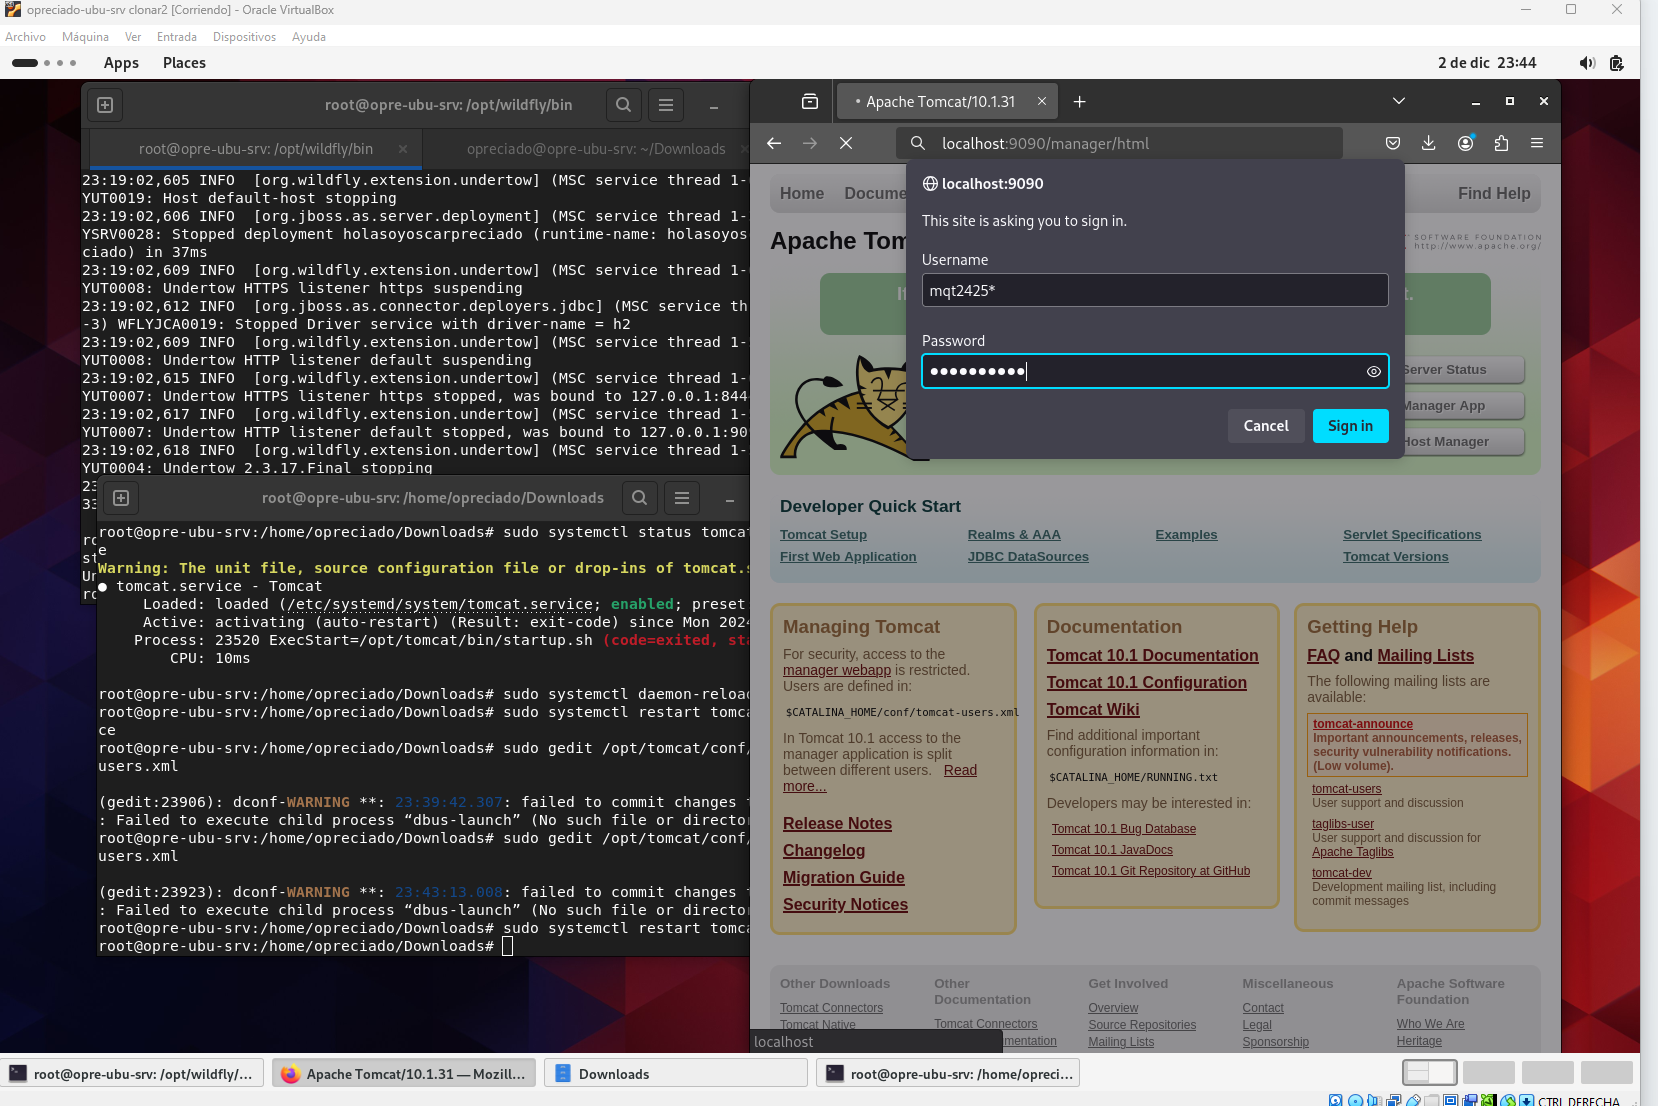 opreciado-ubu-srv clonar2 [Corriendo] - Oracle VirtualBox
Archivo Máquina Ver Entrada Dispositivos Ayuda
Apps Places 2 de dic 23:44
root@opre-ubu-srv: /opt/wildfly/bin
root@opre-ubu-srv: /opt/wildfly/bin × opreciado@opre-ubu-srv: ~/Downloads
23:19:02,605 INFO [org.wildfly.extension.undertow] (MSC service thread 1-
YUT0019: Host default-host stopping
23:19:02,606 INFO [org.jboss.as.server.deployment] (MSC service thread 1-
YSRV0028: Stopped deployment holasoyoscarpreciado (runtime-name: holasoyos
ciado) in 37ms
23:19:02,609 INFO [org.wildfly.extension.undertow] (MSC service thread 1-
YUT0008: Undertow HTTPS listener https suspending
23:19:02,612 INFO [org.jboss.as.connector.deployers.jdbc] (MSC service th
-3) WFLYJCA0019: Stopped Driver service with driver-name = h2
23:19:02,609 INFO [org.wildfly.extension.undertow] (MSC service thread 1-
YUT0008: Undertow HTTP listener default suspending
23:19:02,615 INFO [org.wildfly.extension.undertow] (MSC service thread 1-
YUT0007: Undertow HTTPS listener https stopped, was bound to 127.0.0.1:844
23:19:02,617 INFO [org.wildfly.extension.undertow] (MSC service thread 1-
YUT0007: Undertow HTTP listener default stopped, was bound to 127.0.0.1:90
23:19:02,618 INFO [org.wildfly.extension.undertow] (MSC service thread 1-
YUT0004: Undertow 2.3.17.Final stopping
23
33
ro
st
Un
ro
root@opre-ubu-srv: /home/opreciado/Downloads
root@opre-ubu-srv:/home/opreciado/Downloads# sudo systemctl status tomcat
e
Warning: The unit file, source configuration file or drop-ins of tomcat.s
● tomcat.service - Tomcat
Loaded: loaded (/etc/systemd/system/tomcat.service; enabled; preset
Active: activating (auto-restart) (Result: exit-code) since Mon 2024
Process: 23520 ExecStart=/opt/tomcat/bin/startup.sh (code=exited, sta
CPU: 10ms
root@opre-ubu-srv:/home/opreciado/Downloads# sudo systemctl daemon-reload
root@opre-ubu-srv:/home/opreciado/Downloads# sudo systemctl restart tomca
ce
root@opre-ubu-srv:/home/opreciado/Downloads# sudo gedit /opt/tomcat/conf/
users.xml
(gedit:23906): dconf-WARNING **: 23:39:42.307: failed to commit changes t
: Failed to execute child process “dbus-launch” (No such file or director
root@opre-ubu-srv:/home/opreciado/Downloads# sudo gedit /opt/tomcat/conf/
users.xml
(gedit:23923): dconf-WARNING **: 23:43:13.008: failed to commit changes t
: Failed to execute child process “dbus-launch” (No such file or director
root@opre-ubu-srv:/home/opreciado/Downloads# sudo systemctl restart tomca
root@opre-ubu-srv:/home/opreciado/Downloads#
Apache Tomcat/10.1.31
localhost:9090/manager/html
localhost:9090
This site is asking you to sign in.
Username
mqt2425*
Password
●●●●●●●●●●
Cancel Sign in
Home Docume Find Help
Apache Tom
SOFTWARE FOUNDATION
http://www.apache.org/
Server Status
Manager App
Host Manager
Developer Quick Start
Tomcat Setup Realms & AAA Examples Servlet Specifications
First Web Application JDBC DataSources Tomcat Versions
Managing Tomcat
For security, access to the
manager webapp is restricted.
Users are defined in:
$CATALINA_HOME/conf/tomcat-users.xml
In Tomcat 10.1 access to the
manager application is split
between different users. Read
more...
Release Notes
Changelog
Migration Guide
Security Notices
Documentation
Tomcat 10.1 Documentation
Tomcat 10.1 Configuration
Tomcat Wiki
Find additional important
configuration information in:
$CATALINA_HOME/RUNNING.txt
Developers may be interested in:
Tomcat 10.1 Bug Database
Tomcat 10.1 JavaDocs
Tomcat 10.1 Git Repository at GitHub
Getting Help
FAQ and Mailing Lists
The following mailing lists are
available:
tomcat-announce
Important announcements, releases,
security vulnerability notifications.
(Low volume).
tomcat-users
User support and discussion
taglibs-user
User support and discussion for
Apache Taglibs
tomcat-dev
Development mailing list, including
commit messages
Other Downloads
Tomcat Connectors
Tomcat Native
Other
Documentation
Tomcat Connectors
mentation
Get Involved
Overview
Source Repositories
Mailing Lists
Miscellaneous
Contact
Legal
Sponsorship
Apache Software
Foundation
Who We Are
Heritage
localhost
root@opre-ubu-srv: /opt/wildfly/... Apache Tomcat/10.1.31 — Mozill... Downloads root@opre-ubu-srv: /home/opreci...
CTRL DERECHA